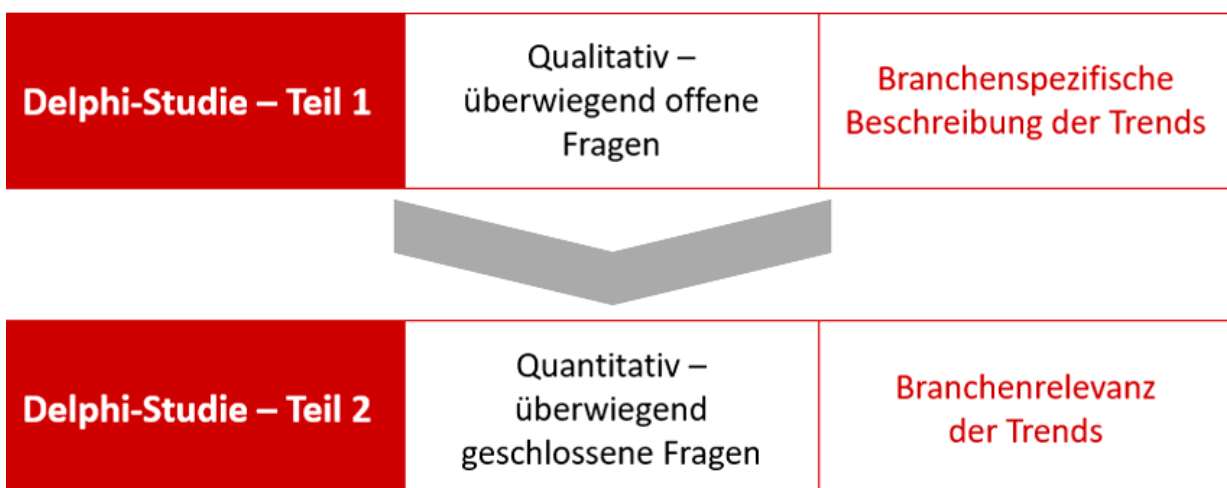 Delphi-Studie – Teil 1
Qualitativ –
überwiegend offene
Fragen
Branchenspezifische
Beschreibung der Trends
Delphi-Studie – Teil 2
Quantitativ –
überwiegend
geschlossene Fragen
Branchenrelevanz
der Trends